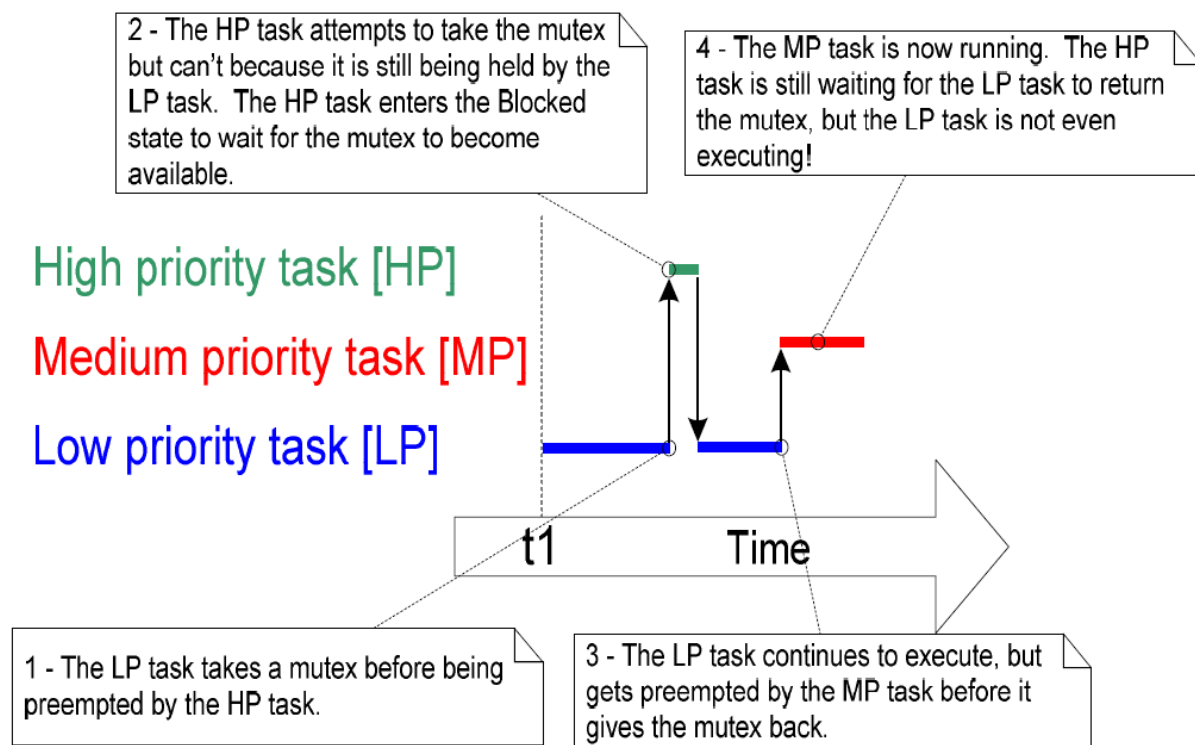 2 - The HP task attempts to take the mutex
but can't because it is still being held by the
LP task.  The HP task enters the Blocked
state to wait for the mutex to become
available.
4 - The MP task is now running.  The HP
task is still waiting for the LP task to return
the mutex, but the LP task is not even
executing!
High priority task [HP]
Medium priority task [MP]
Low priority task [LP]
t1 Time
1 - The LP task takes a mutex before being
preempted by the HP task.
3 - The LP task continues to execute, but
gets preempted by the MP task before it
gives the mutex back.